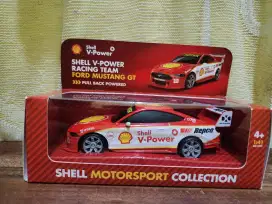 Shell
V-Power
SHELL V-POWER
RACING TEAM
FORD MUSTANG GT
PULL BACK POWERED
Shell
V-Power
Repco
4+
1:43
SHELL MOTORSPORT COLLECTION